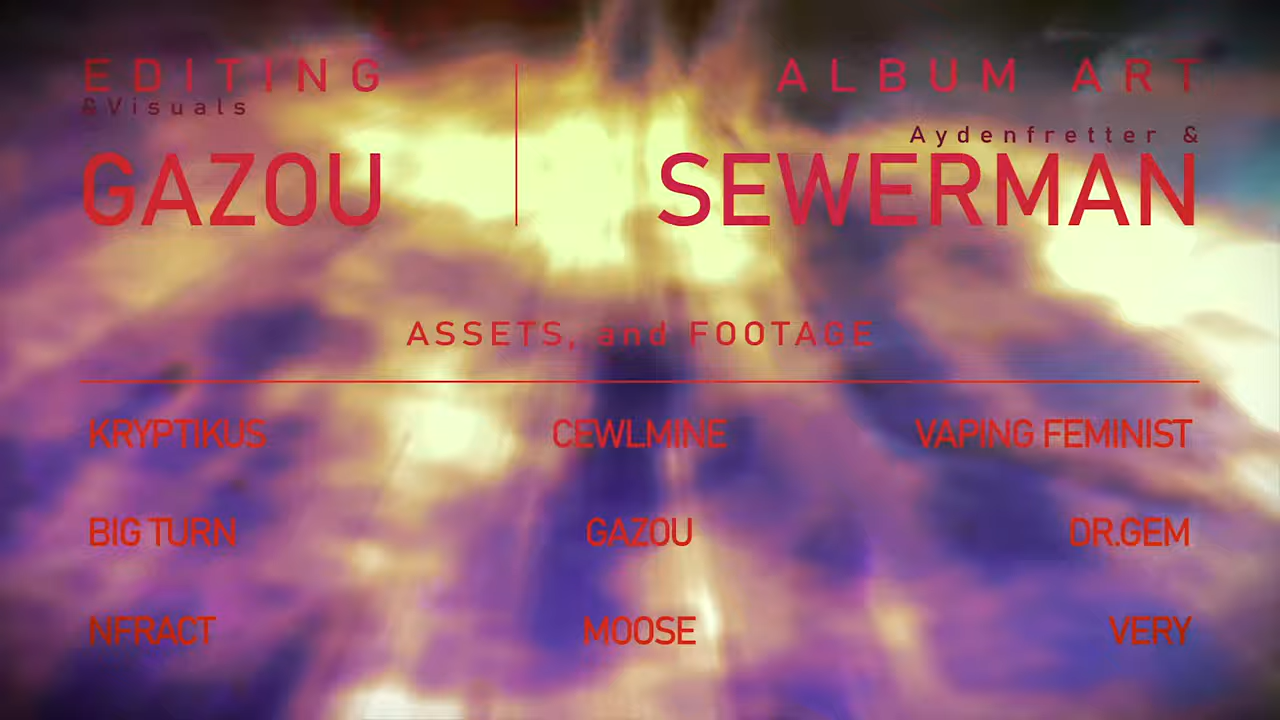 EDITING
&Visuals
GAZOU
ALBUM ART
Aydenfretter &
SEWERMAN
ASSETS, and FOOTAGE
KRYPTIKUS CEWLMINE VAPING FEMINIST
BIG TURN GAZOU DR.GEM
NFRACT MOOSE VERY